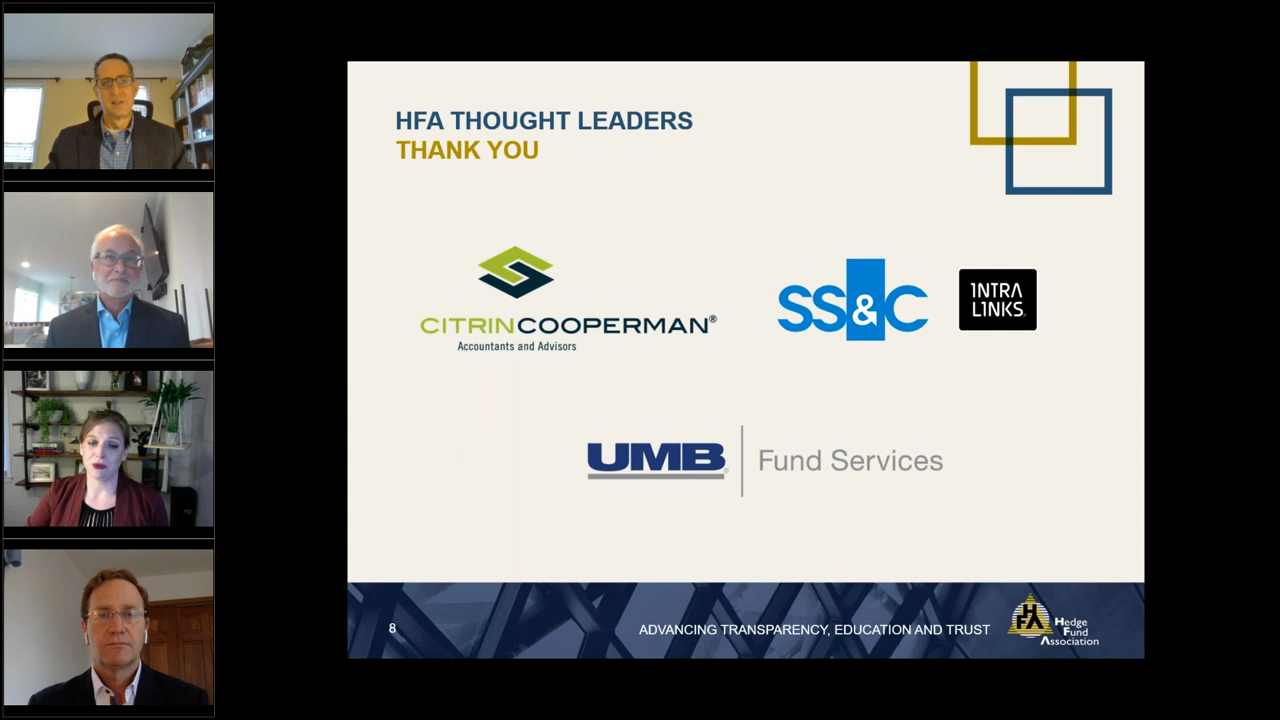 HFA THOUGHT LEADERS
THANK YOU
CITRINCOOPERMAN®
Accountants and Advisors
SS&C
INTRA
LINKS®
UMB®
Fund Services
8
ADVANCING TRANSPARENCY, EDUCATION AND TRUST
HFA
Hedge
Fund
Association